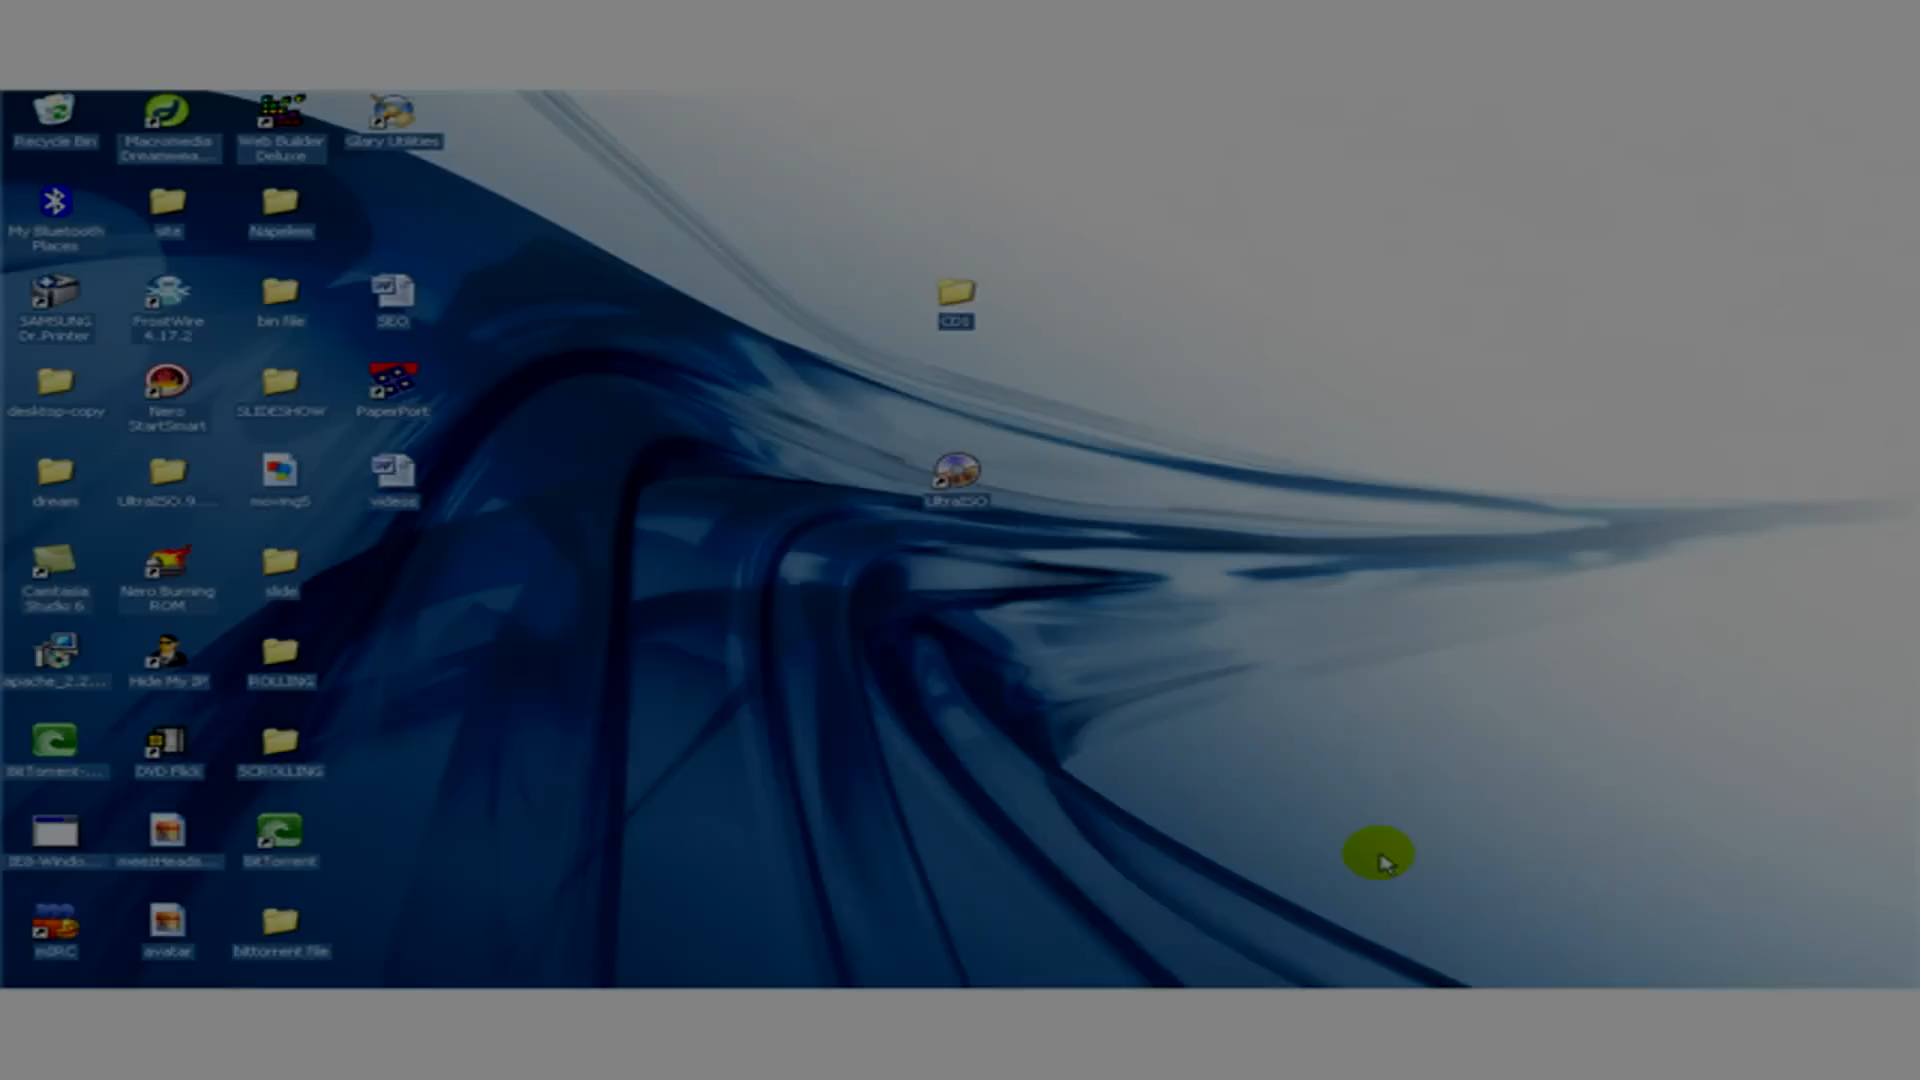 Recycle Bin
Macromedia
Dreamwea...
Web Builder
Deluxe
Glary Utilities
My Bluetooth
Places
site
Napoleon
SAMSUNG
Dr.Printer
FrostWire
4.17.2
bin file
SEO
CDS
desktop-copy
Nero
StartSmart
SLIDESHOW
PaperPort
dream
UltraISO.9....
moving5
videos
UltraISO
Camtasia
Studio 6
Nero Burning
ROM
slide
apache_2.2...
Hide My IP
ROLLING
BitTorrent-...
DVD Flick
SCROLLING
IE8-Windo...
meetHeads...
BitTorrent
mIRC
avatar
bittorrent file